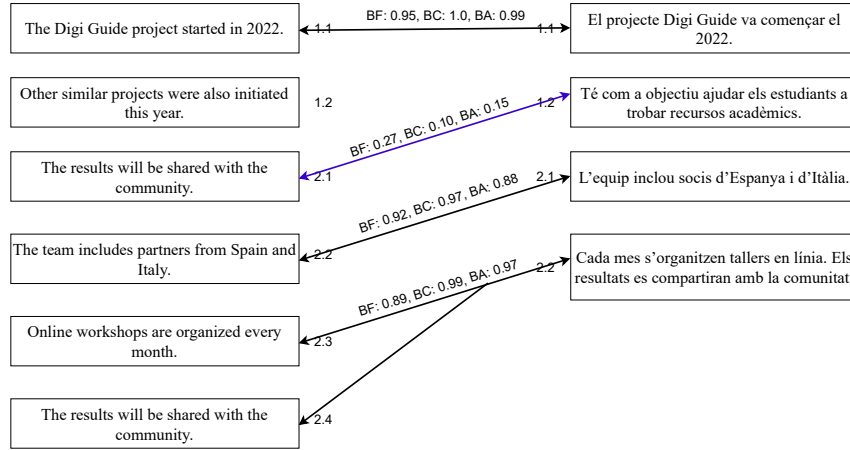 The Digi Guide project started in 2022.
1.1
BF: 0.95, BC: 1.0, BA: 0.99
1.1
El projecte Digi Guide va començar el
2022.
Other similar projects were also initiated
this year.
1.2
BF: 0.27, BC: 0.10, BA: 0.15
1.2
Té com a objectiu ajudar els estudiants a
trobar recursos acadèmics.
The results will be shared with the
community.
2.1
BF: 0.92, BC: 0.97, BA: 0.88
2.1
L’equip inclou socis d’Espanya i d’Itàlia.
The team includes partners from Spain and
Italy.
2.2
BF: 0.89, BC: 0.99, BA: 0.97
2.2
Cada mes s’organitzen tallers en línia. Els
resultats es compartiran amb la comunitat
Online workshops are organized every
month.
2.3
The results will be shared with the
community.
2.4